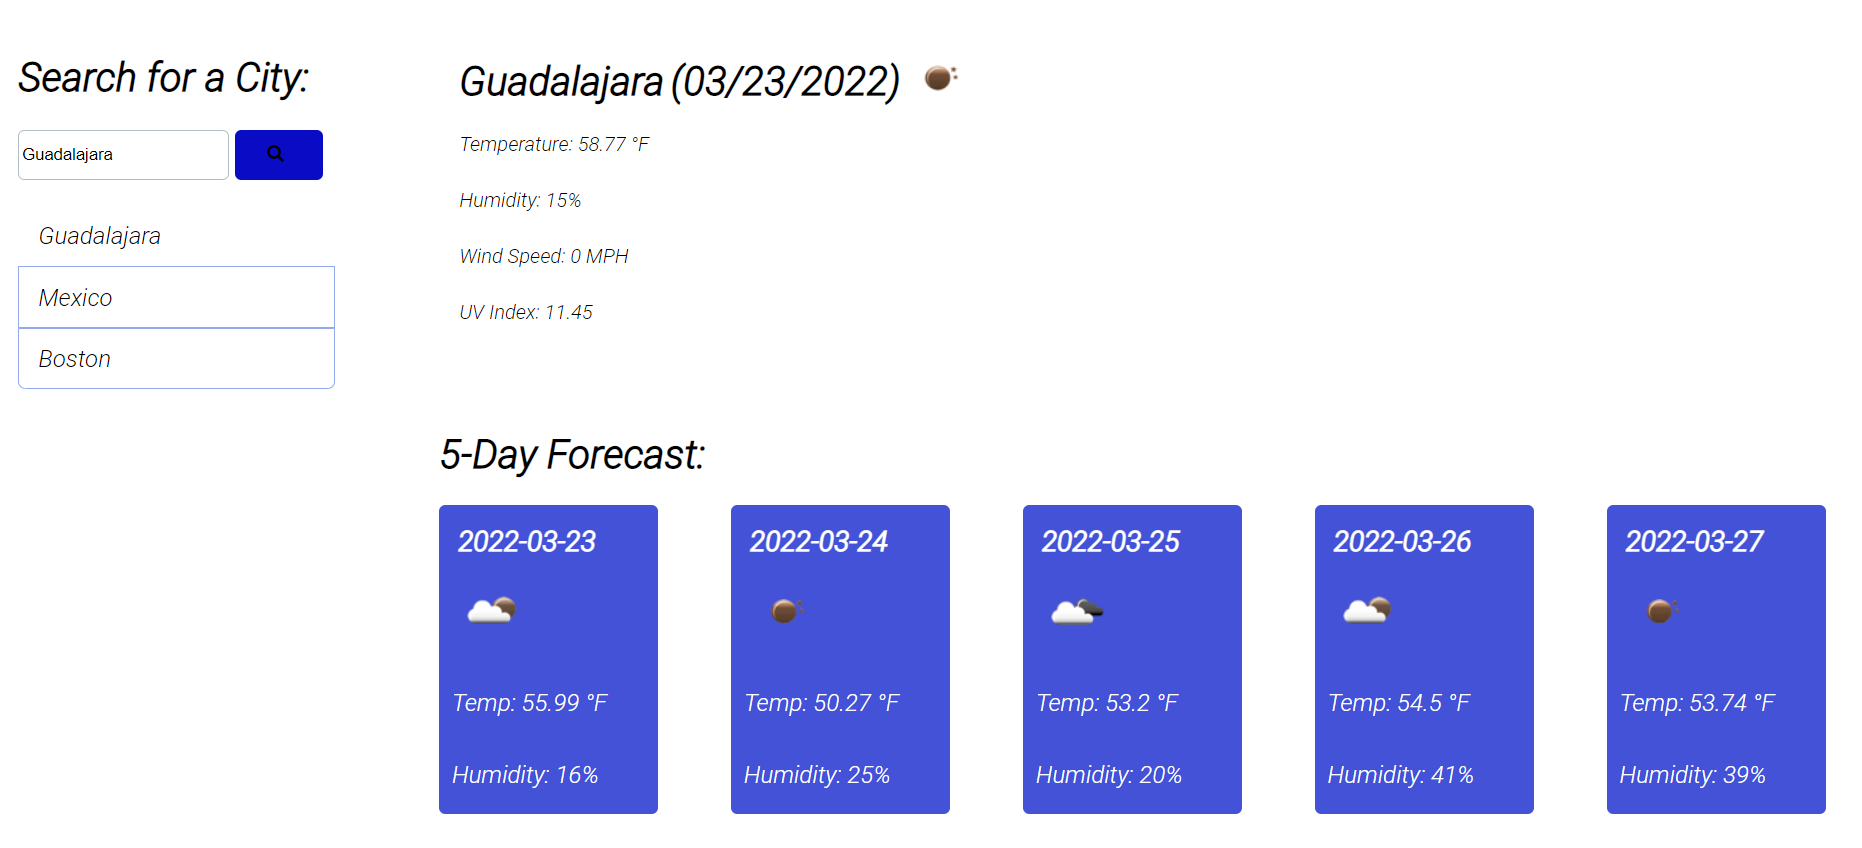 Search for a City:
Guadalajara
Guadalajara
Mexico
Boston
Guadalajara (03/23/2022)
Temperature: 58.77 °F
Humidity: 15%
Wind Speed: 0 MPH
UV Index: 11.45
5-Day Forecast:
2022-03-23
Temp: 55.99 °F
Humidity: 16%
2022-03-24
Temp: 50.27 °F
Humidity: 25%
2022-03-25
Temp: 53.2 °F
Humidity: 20%
2022-03-26
Temp: 54.5 °F
Humidity: 41%
2022-03-27
Temp: 53.74 °F
Humidity: 39%